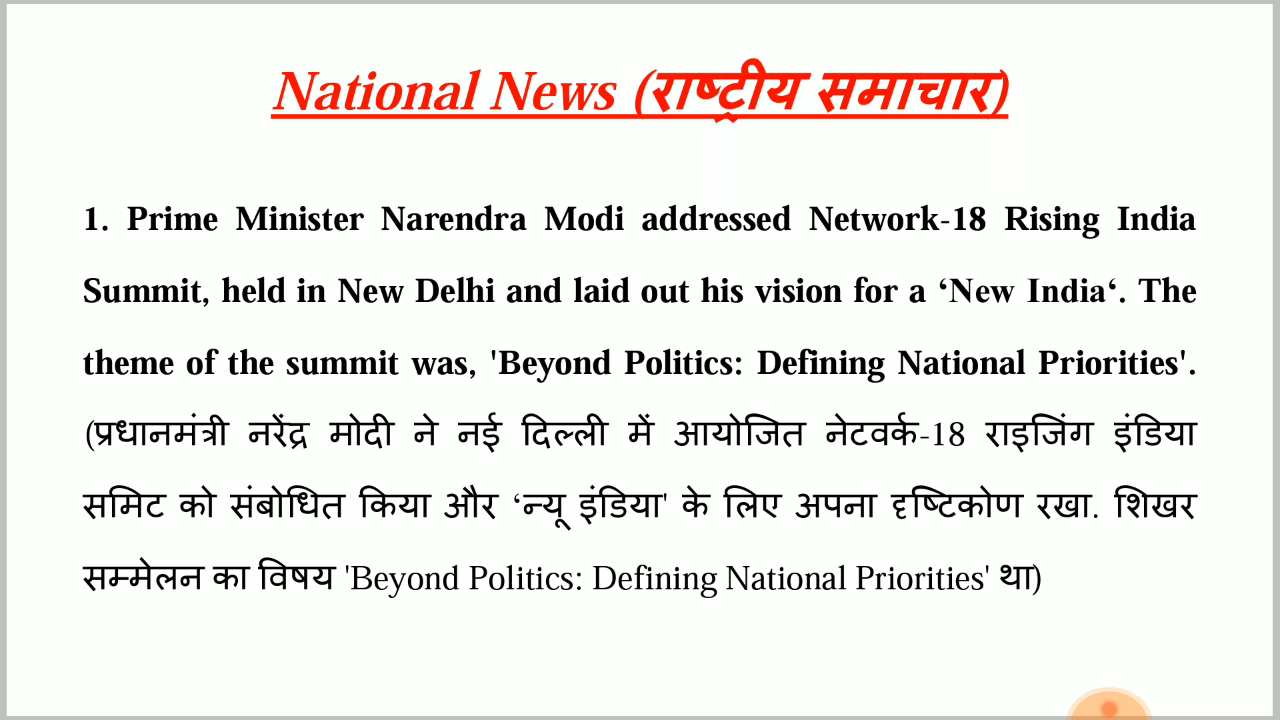 National News (राष्ट्रीय समाचार)
1. Prime Minister Narendra Modi addressed Network-18 Rising India
Summit, held in New Delhi and laid out his vision for a ‘New India‘. The
theme of the summit was, 'Beyond Politics: Defining National Priorities'.
(प्रधानमंत्री नरेंद्र मोदी ने नई दिल्ली में आयोजित नेटवर्क-18 राइजिंग इंडिया
समिट को संबोधित किया और ‘न्यू इंडिया' के लिए अपना दृष्टिकोण रखा. शिखर
सम्मेलन का विषय 'Beyond Politics: Defining National Priorities' था)